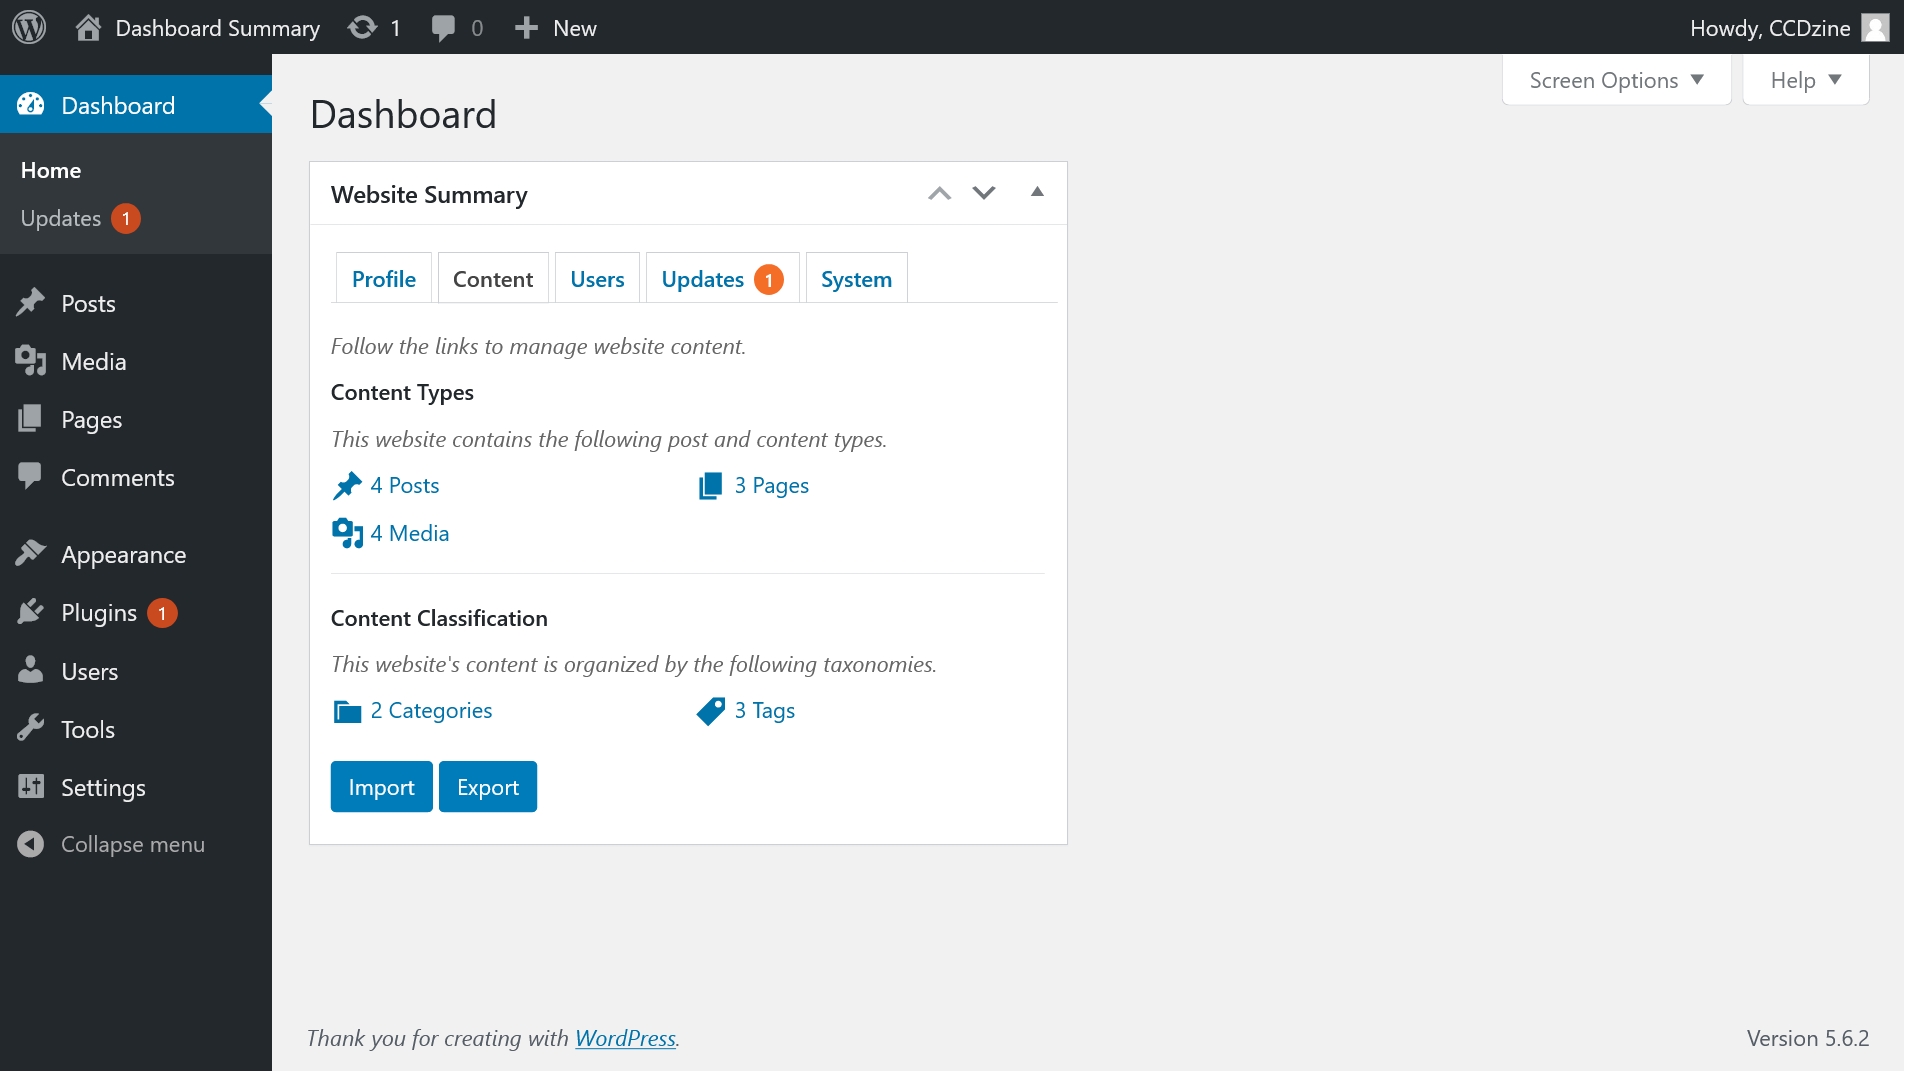 Dashboard Summary 1 0 New Howdy, CCDzine
Screen Options Help
Dashboard
Home
Updates 1
Posts
Media
Pages
Comments
Appearance
Plugins 1
Users
Tools
Settings
Collapse menu
Dashboard
Website Summary
Profile Content Users Updates 1 System
Follow the links to manage website content.
Content Types
This website contains the following post and content types.
4 Posts 3 Pages
4 Media
Content Classification
This website's content is organized by the following taxonomies.
2 Categories 3 Tags
Import Export
Thank you for creating with WordPress. Version 5.6.2